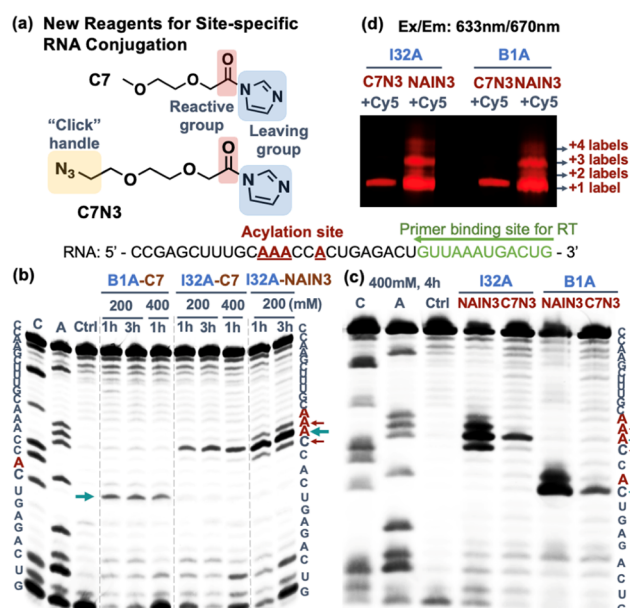 (a) New Reagents for Site-specific
RNA Conjugation
C7
O
O
O
N
N
Reactive
group
Leaving
group
"Click"
handle
N3
O
O
O
N
N
C7N3
(d) Ex/Em: 633nm/670nm
I32A B1A
C7N3 NAIN3 C7N3 NAIN3
+Cy5 +Cy5 +Cy5 +Cy5
+4 labels
+3 labels
+2 labels
+1 label
Acylation site Primer binding site for RT
RNA: 5' - CCGAGCUUUGCAAACCACUGAGACUGUUAAAUGACUG - 3'
(b)
B1A-C7 I32A-C7 I32A-NAIN3
200 400 200 400 200 (mM)
C A Ctrl 1h 3h 1h 1h 3h 1h 1h 3h
A
C
U
G
A
G
A
C
U
G
A
A
A
C
C
A
C
U
G
A
G
A
C
U
G
(c) 400mM, 4h I32A B1A
C A Ctrl NAIN3 C7N3 NAIN3 C7N3
A
A
A
C
C
A
C
U
G
A
G
A
C
U